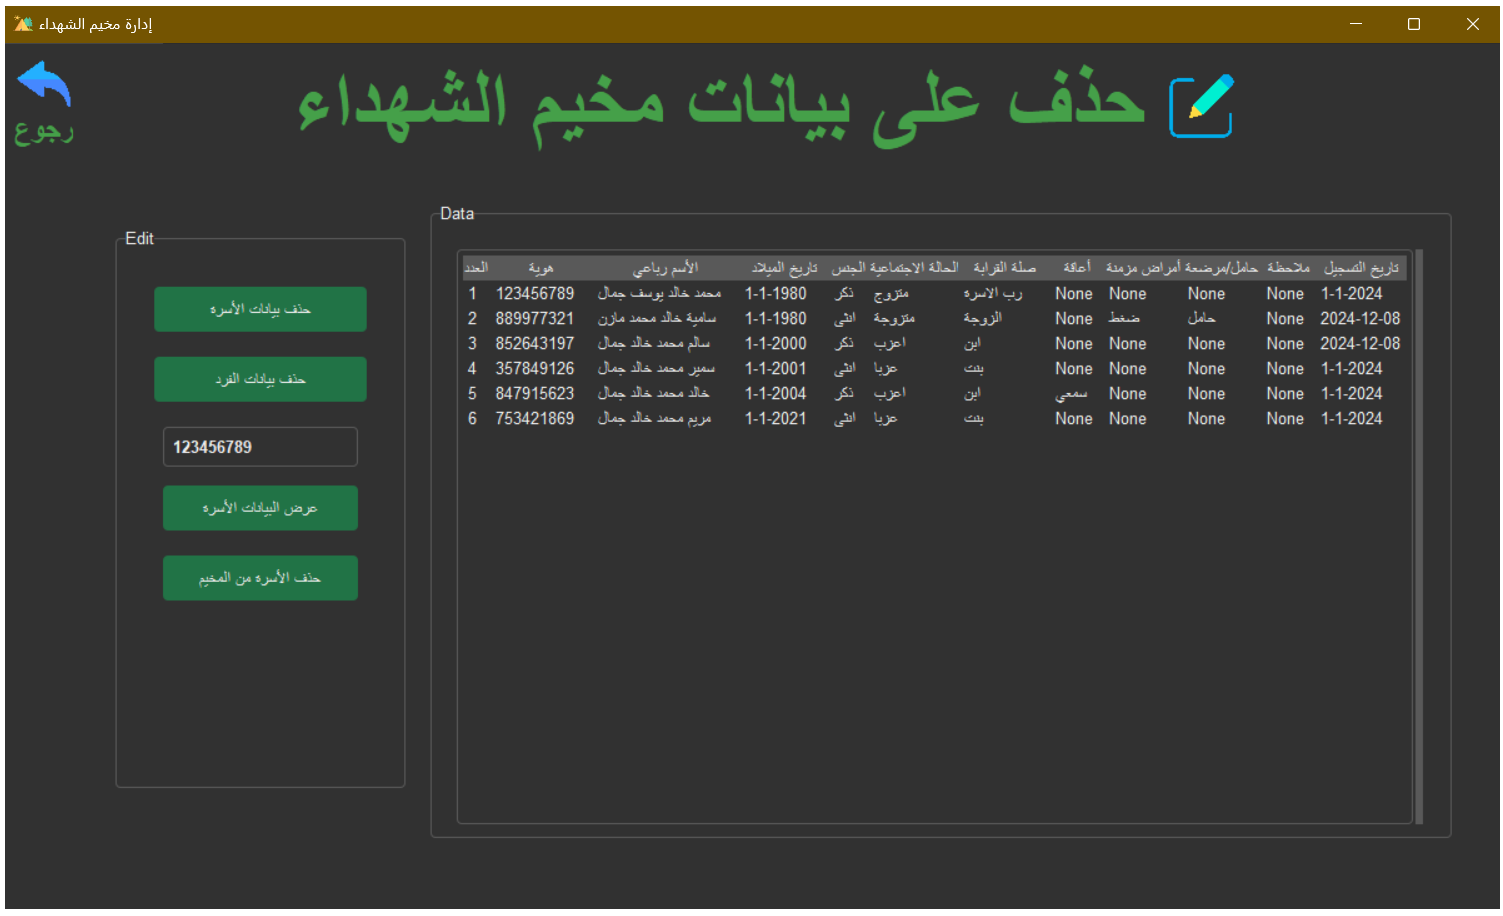 إدارة مخيم الشهداء
حذف على بيانات مخيم الشهداء
رجوع
Edit
حذف بيانات الأسره
حذف بيانات الفرد
123456789
عرض البيانات الأسره
حذف الأسره من المخيم
Data
العدد هوية الأسم رباعي تاريخ الميلاد الجنس الحالة الاجتماعية صلة القرابة أعاقة أمراض مزمنة حامل/مرضعة ملاحظة تاريخ التسجيل
1 123456789 محمد خالد يوسف جمال 1-1-1980 ذكر متزوج رب الاسره None None None None 1-1-2024
2 889977321 سامية خالد محمد مازن 1-1-1980 انثى متزوجة الزوجة None ضغط حامل None 2024-12-08
3 852643197 سالم محمد خالد جمال 1-1-2000 ذكر اعزب ابن None None None None 2024-12-08
4 357849126 سمير محمد خالد جمال 1-1-2001 انثى عزبا بنت None None None None 1-1-2024
5 847915623 خالد محمد خالد جمال 1-1-2004 ذكر اعزب ابن سمعي None None None 1-1-2024
6 753421869 مريم محمد خالد جمال 1-1-2021 انثى عزبا بنت None None None None 1-1-2024